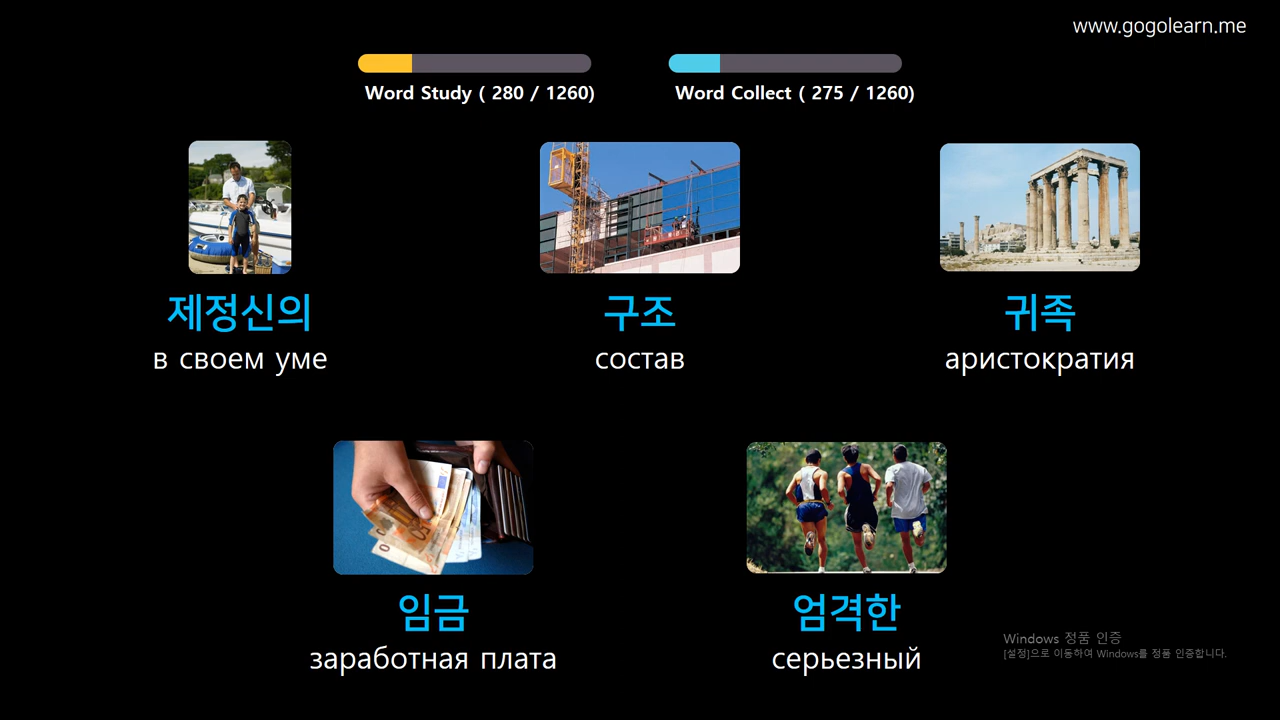 www.gogolearn.me
Word Study ( 280 / 1260)
Word Collect ( 275 / 1260)
제정신의
в своем уме
구조
состав
귀족
аристократия
임금
заработная плата
엄격한
серьезный
Windows 정품 인증
[설정]으로 이동하여 Windows를 정품 인증합니다.